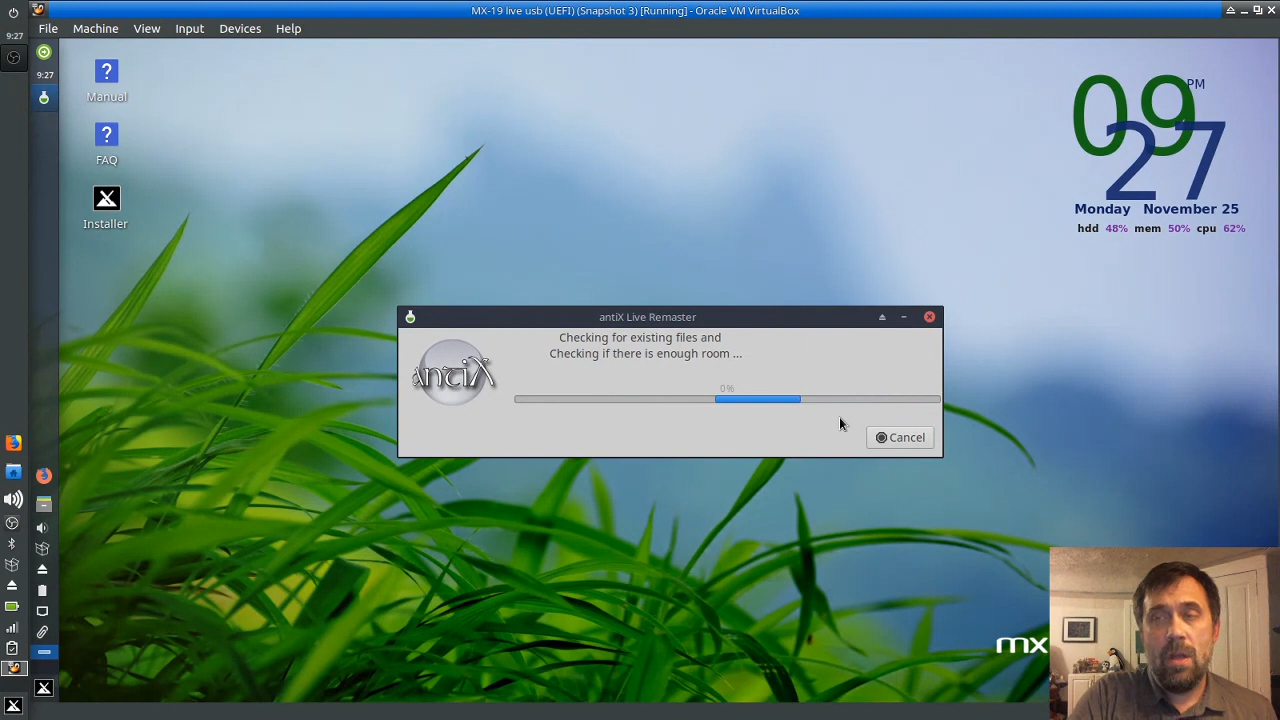 MX-19 live usb (UEFI) (Snapshot 3) [Running] - Oracle VM VirtualBox
9:27
File Machine View Input Devices Help
9:27
Manual
FAQ
Installer
09
PM
27
Monday November 25
hdd 48% mem 50% cpu 62%
antiX Live Remaster
Checking for existing files and
Checking if there is enough room ...
antiX
0%
Cancel
mx